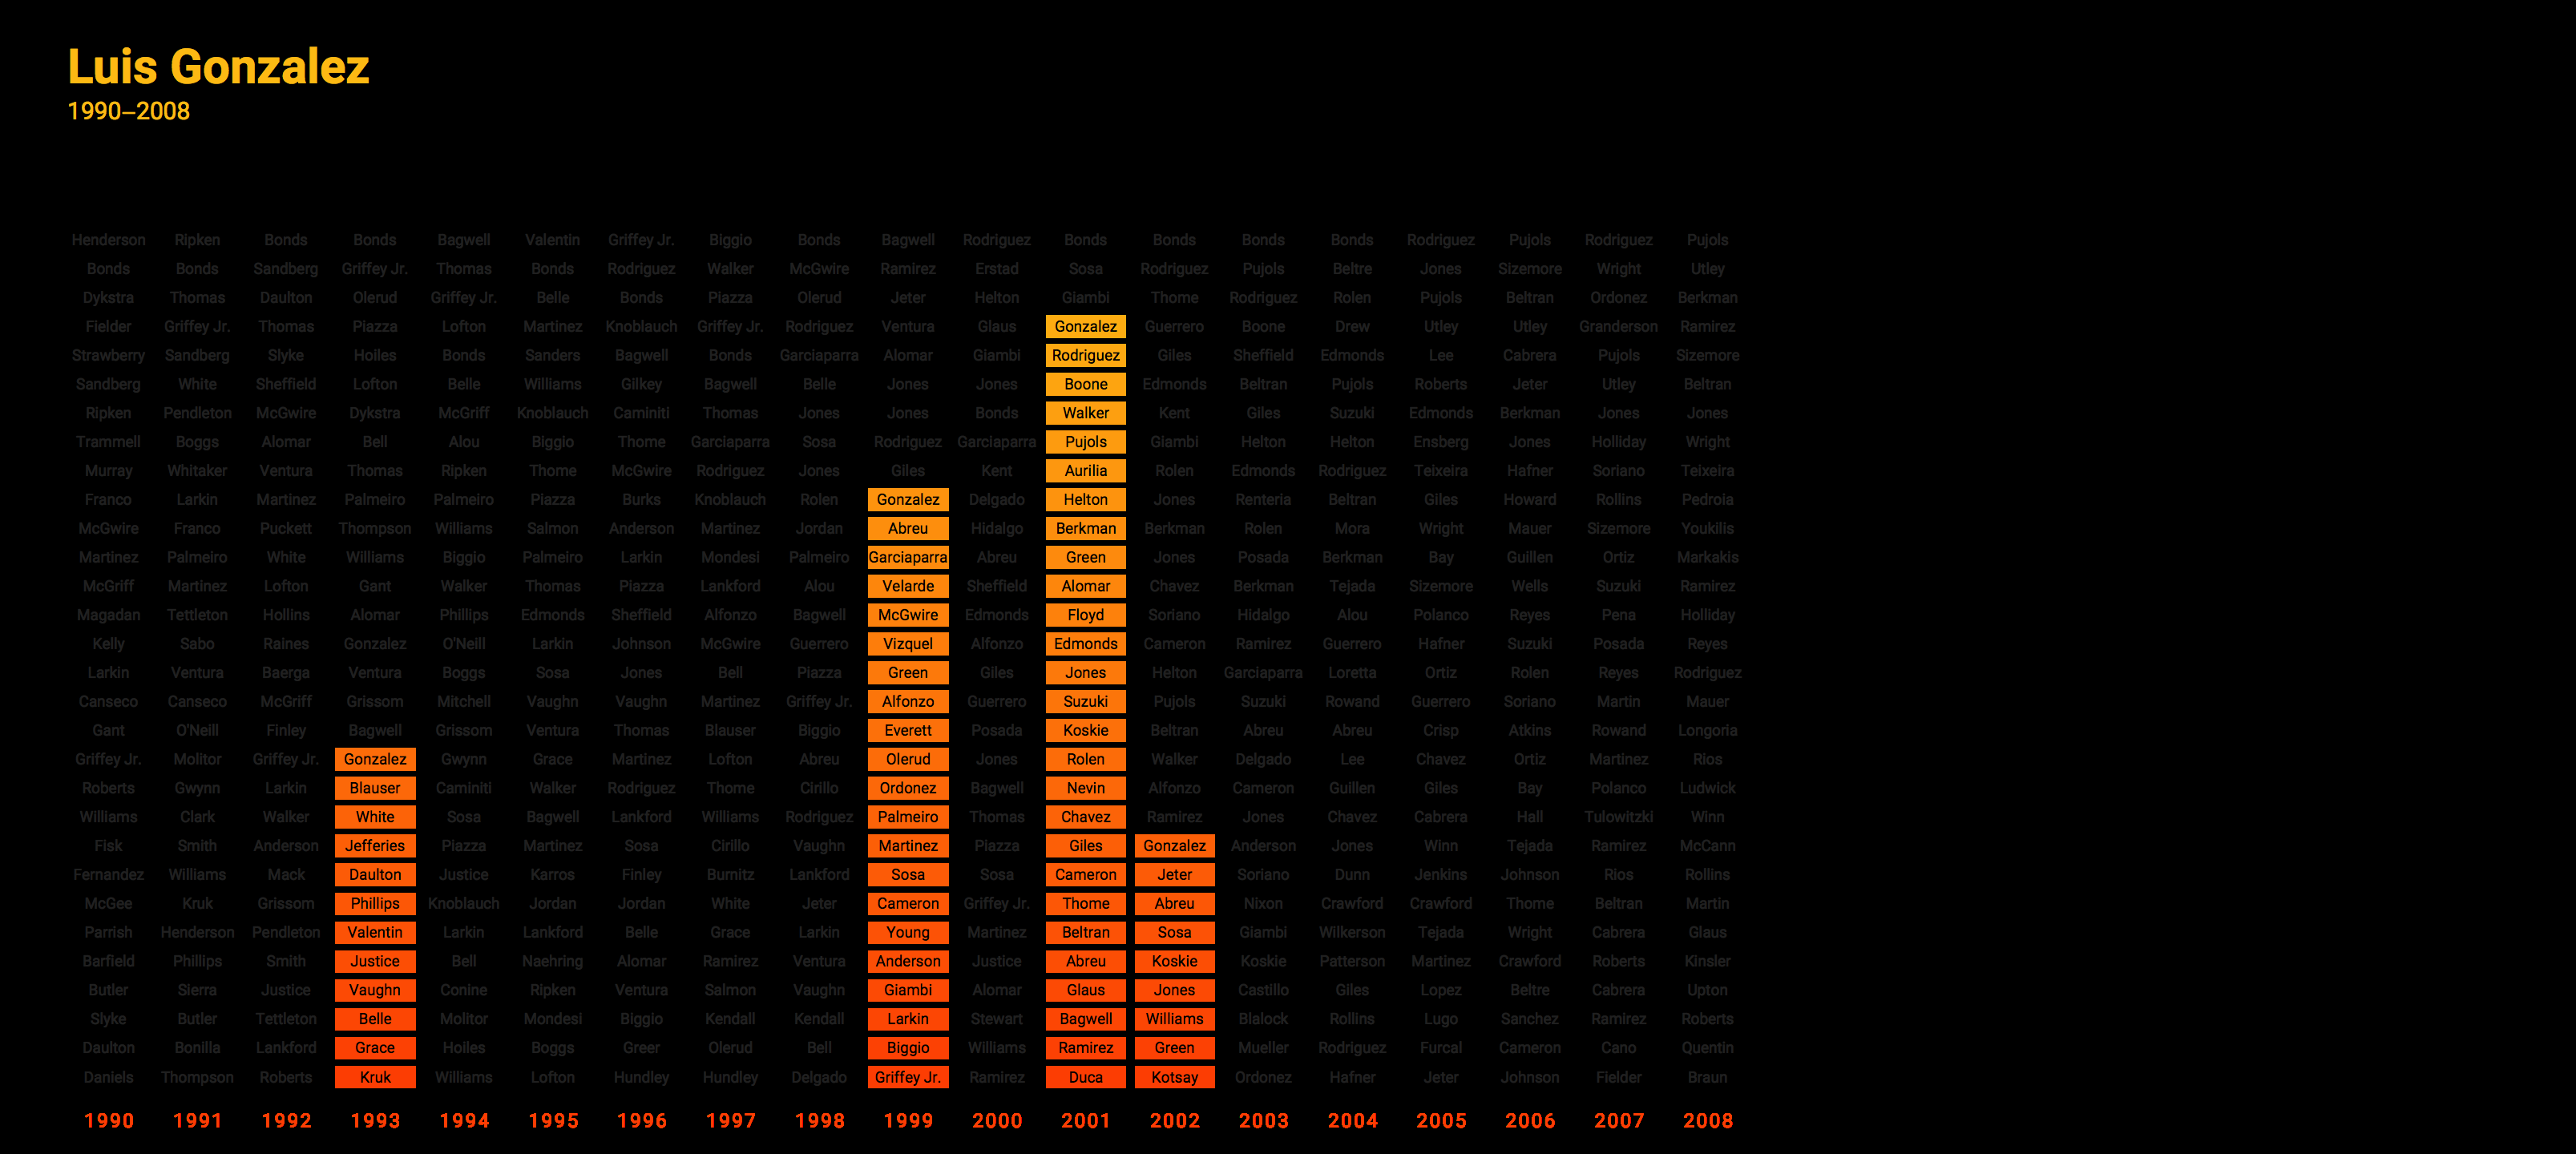 Luis Gonzalez
1990–2008
Henderson Ripken Bonds Bonds Bagwell Valentin Griffey Jr. Biggio Bonds Bagwell Rodriguez Bonds Bonds Bonds Bonds Rodriguez Pujols Rodriguez Pujols
Bonds Bonds Sandberg Griffey Jr. Thomas Bonds Rodriguez Walker McGwire Ramirez Erstad Sosa Rodriguez Pujols Beltre Jones Sizemore Wright Utley
Dykstra Thomas Daulton Olerud Griffey Jr. Belle Bonds Piazza Olerud Jeter Helton Giambi Thome Rodriguez Rolen Pujols Beltran Ordonez Berkman
Fielder Griffey Jr. Thomas Piazza Lofton Martinez Knoblauch Griffey Jr. Rodriguez Ventura Glaus Gonzalez Guerrero Boone Drew Utley Utley Granderson Ramirez
Strawberry Sandberg Slyke Hoiles Bonds Sanders Bagwell Bonds Garciaparra Alomar Giambi Rodriguez Giles Sheffield Edmonds Lee Cabrera Pujols Sizemore
Sandberg White Sheffield Lofton Belle Williams Gilkey Bagwell Belle Jones Jones Boone Edmonds Beltran Pujols Roberts Jeter Utley Beltran
Ripken Pendleton McGwire Dykstra McGriff Knoblauch Caminiti Thomas Jones Jones Bonds Walker Kent Giles Suzuki Edmonds Berkman Jones Jones
Trammell Boggs Alomar Bell Alou Biggio Thome Garciaparra Sosa Rodriguez Garciaparra Pujols Giambi Helton Helton Ensberg Jones Holliday Wright
Murray Whitaker Ventura Thomas Ripken Thome McGwire Rodriguez Jones Giles Kent Aurilia Rolen Edmonds Rodriguez Teixeira Hafner Soriano Teixeira
Franco Larkin Martinez Palmeiro Palmeiro Piazza Burks Knoblauch Rolen Gonzalez Delgado Helton Jones Renteria Beltran Giles Howard Rollins Pedroia
McGwire Franco Puckett Thompson Williams Salmon Anderson Martinez Jordan Abreu Hidalgo Berkman Berkman Rolen Mora Wright Mauer Sizemore Youkilis
Martinez Palmeiro White Williams Biggio Palmeiro Larkin Mondesi Palmeiro Garciaparra Abreu Green Jones Posada Berkman Bay Guillen Ortiz Markakis
McGriff Martinez Lofton Gant Walker Thomas Piazza Lankford Alou Velarde Sheffield Alomar Chavez Berkman Tejada Sizemore Wells Suzuki Ramirez
Magadan Tettleton Hollins Alomar Phillips Edmonds Sheffield Alfonzo Bagwell McGwire Edmonds Floyd Soriano Hidalgo Alou Polanco Reyes Pena Holliday
Kelly Sabo Raines Gonzalez O'Neill Larkin Johnson McGwire Guerrero Vizquel Alfonzo Edmonds Cameron Ramirez Guerrero Hafner Suzuki Posada Reyes
Larkin Ventura Baerga Ventura Boggs Sosa Jones Bell Piazza Green Giles Jones Helton Garciaparra Loretta Ortiz Rolen Reyes Rodriguez
Canseco Canseco McGriff Grissom Mitchell Vaughn Vaughn Martinez Griffey Jr. Alfonzo Guerrero Suzuki Pujols Suzuki Rowand Guerrero Soriano Martin Mauer
Gant O'Neill Finley Bagwell Grissom Ventura Thomas Blauser Biggio Everett Posada Koskie Beltran Abreu Abreu Crisp Atkins Rowand Longoria
Griffey Jr. Molitor Griffey Jr. Gonzalez Gwynn Grace Martinez Lofton Abreu Olerud Jones Rolen Walker Delgado Lee Chavez Ortiz Martinez Rios
Roberts Gwynn Larkin Blauser Caminiti Walker Rodriguez Thome Cirillo Ordonez Bagwell Nevin Alfonzo Cameron Guillen Giles Bay Polanco Ludwick
Williams Clark Walker White Sosa Bagwell Lankford Williams Rodriguez Palmeiro Thomas Chavez Ramirez Jones Chavez Cabrera Hall Tulowitzki Winn
Fisk Smith Anderson Jefferies Piazza Martinez Sosa Cirillo Vaughn Martinez Piazza Giles Gonzalez Anderson Jones Winn Tejada Ramirez McCann
Fernandez Williams Mack Daulton Justice Karros Finley Burnitz Lankford Sosa Sosa Cameron Jeter Soriano Dunn Jenkins Johnson Rios Rollins
McGee Kruk Grissom Phillips Knoblauch Jordan Jordan White Jeter Cameron Griffey Jr. Thome Abreu Nixon Crawford Crawford Thome Beltran Martin
Parrish Henderson Pendleton Valentin Larkin Lankford Belle Grace Larkin Young Martinez Beltran Sosa Giambi Wilkerson Tejada Wright Cabrera Glaus
Barfield Phillips Smith Justice Bell Naehring Alomar Ramirez Ventura Anderson Justice Abreu Koskie Koskie Patterson Martinez Crawford Roberts Kinsler
Butler Sierra Justice Vaughn Conine Ripken Ventura Salmon Vaughn Giambi Alomar Glaus Jones Castillo Giles Lopez Beltre Cabrera Upton
Slyke Butler Tettleton Belle Molitor Mondesi Biggio Kendall Kendall Larkin Stewart Bagwell Williams Blalock Rollins Lugo Sanchez Ramirez Roberts
Daulton Bonilla Lankford Grace Hoiles Boggs Greer Olerud Bell Biggio Williams Ramirez Green Mueller Rodriguez Furcal Cameron Cano Quentin
Daniels Thompson Roberts Kruk Williams Lofton Hundley Hundley Delgado Griffey Jr. Ramirez Duca Kotsay Ordonez Hafner Jeter Johnson Fielder Braun
1990 1991 1992 1993 1994 1995 1996 1997 1998 1999 2000 2001 2002 2003 2004 2005 2006 2007 2008